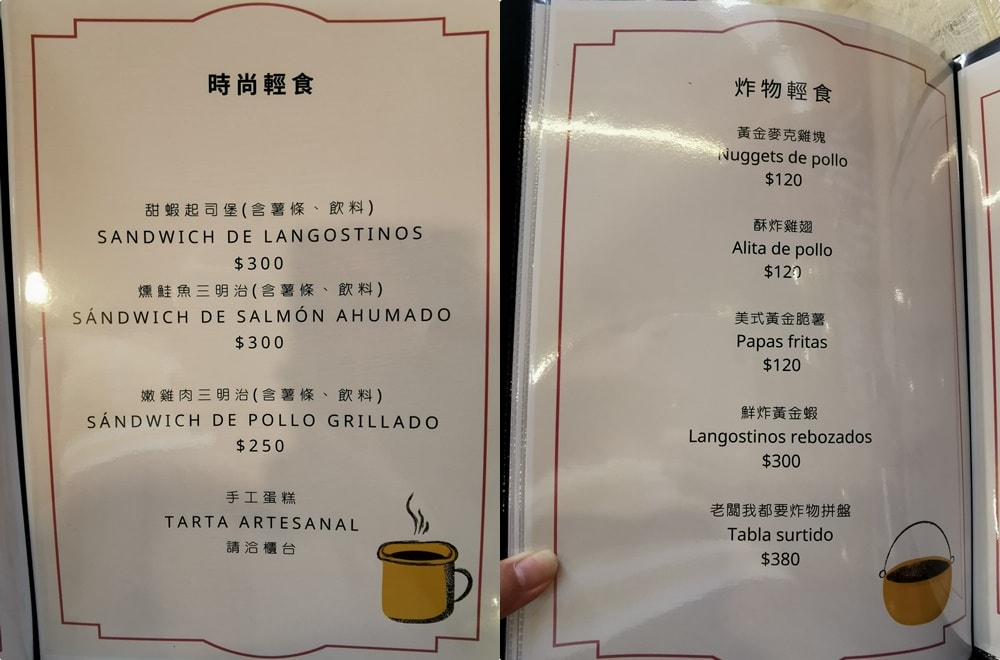 時尚輕食
甜蝦起司堡(含薯條、飲料)
SANDWICH DE LANGOSTINOS
$300
燻鮭魚三明治(含薯條、飲料)
SÁNDWICH DE SALMÓN AHUMADO
$300
嫩雞肉三明治(含薯條、飲料)
SÁNDWICH DE POLLO GRILLADO
$250
手工蛋糕
TARTA ARTESANAL
請洽櫃台
炸物輕食
黃金麥克雞塊
Nuggets de pollo
$120
酥炸雞翅
Alita de pollo
$120
美式黃金脆薯
Papas fritas
$120
鮮炸黃金蝦
Langostinos rebozados
$300
老闆我都要炸物拼盤
Tabla surtido
$380